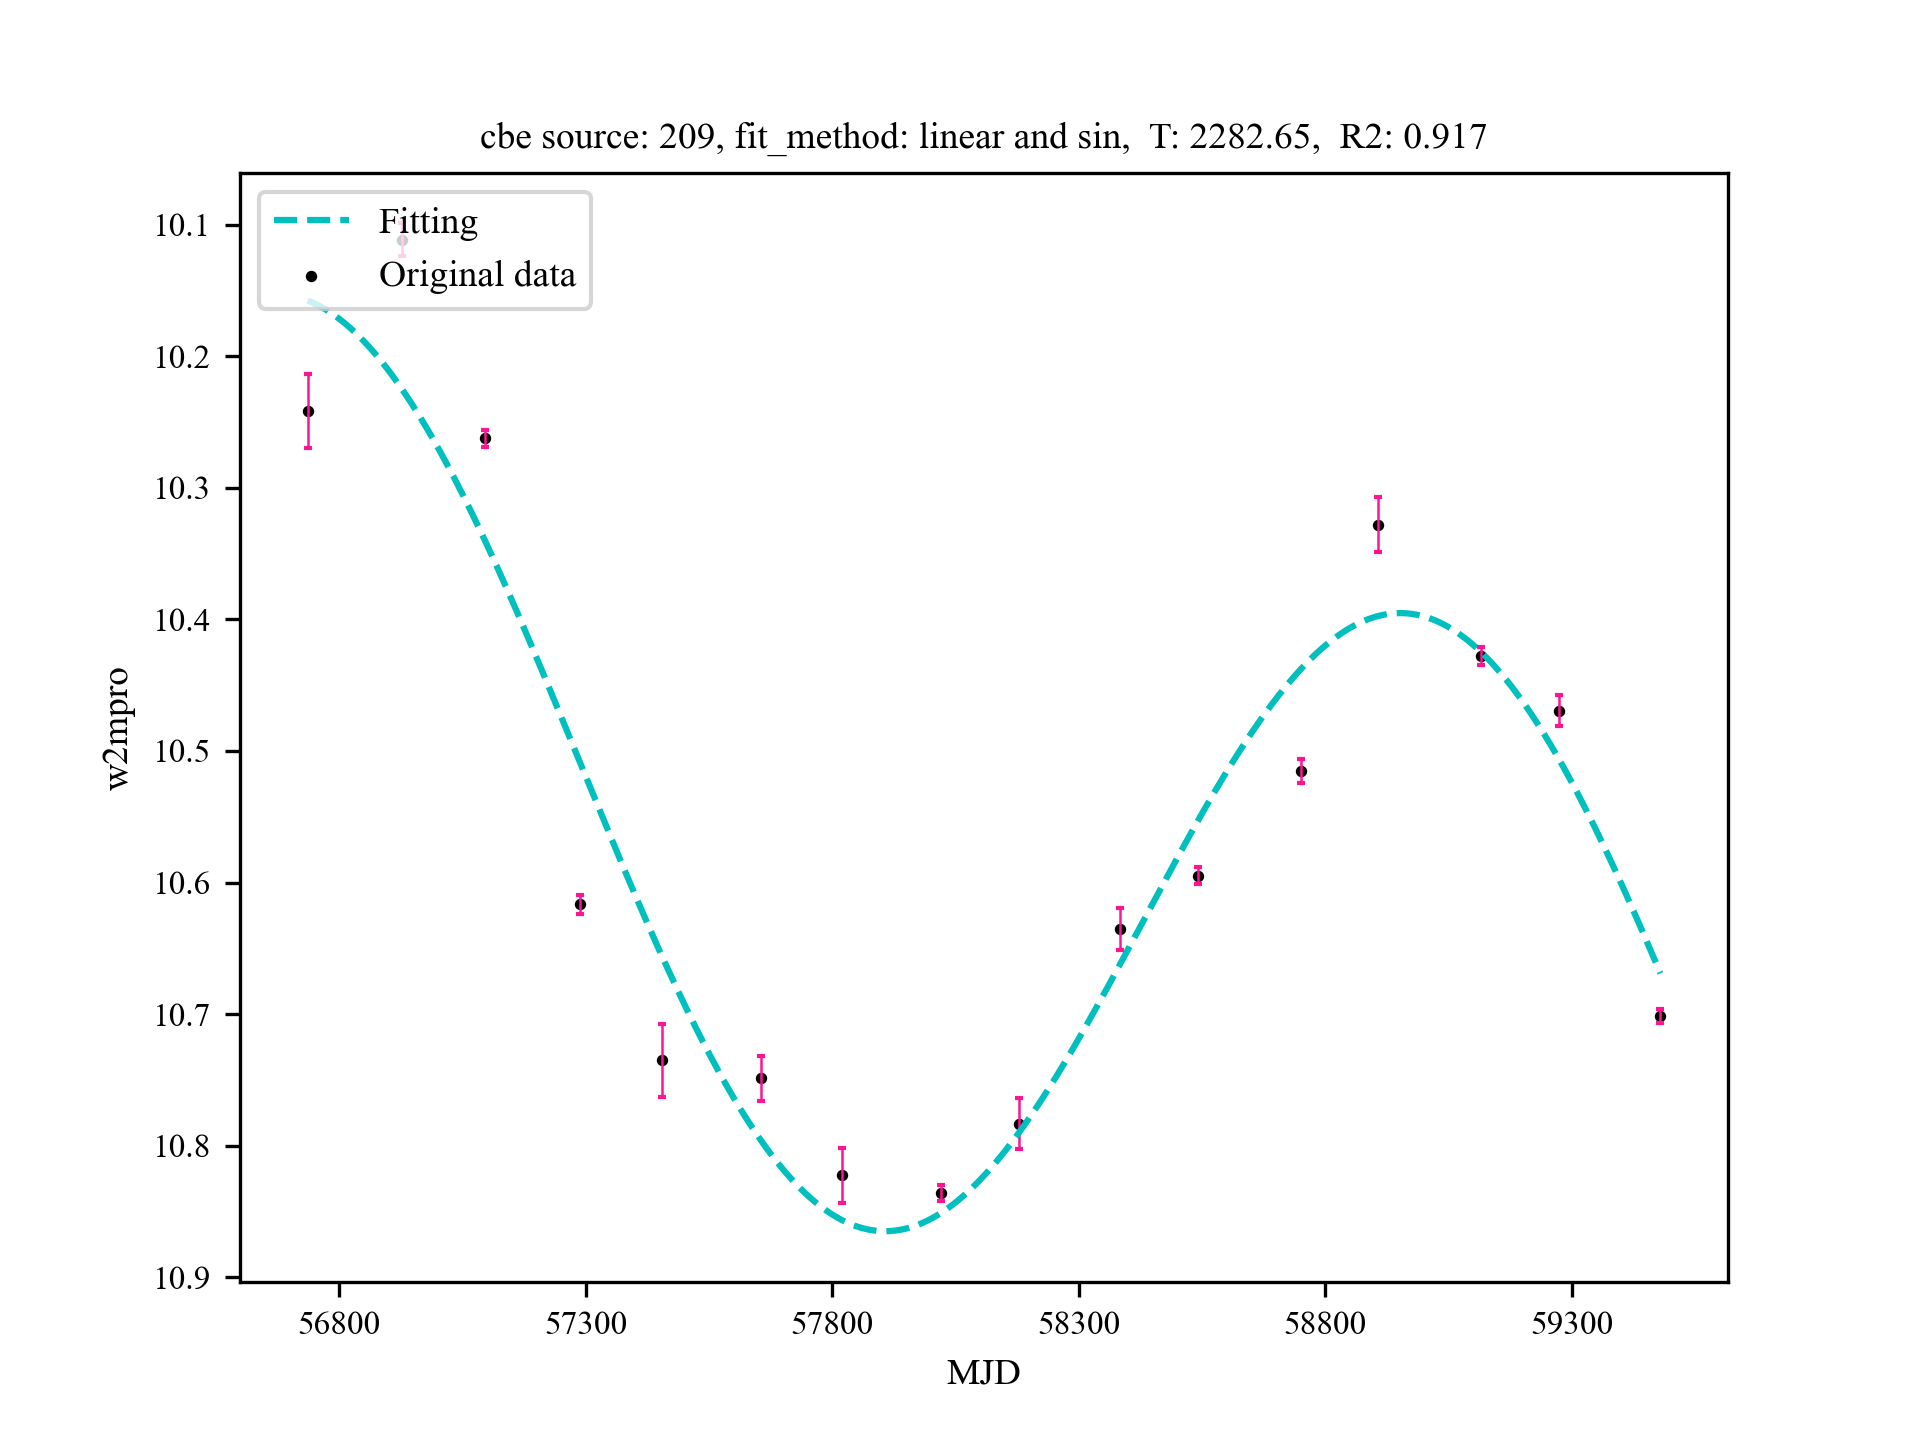 cbe source: 209, fit_method: linear and sin,  T: 2282.65,  R2: 0.917
Fitting
Original data
10.1
10.2
10.3
10.4
10.5
10.6
10.7
10.8
10.9
w2mpro
56800 57300 57800 58300 58800 59300
MJD